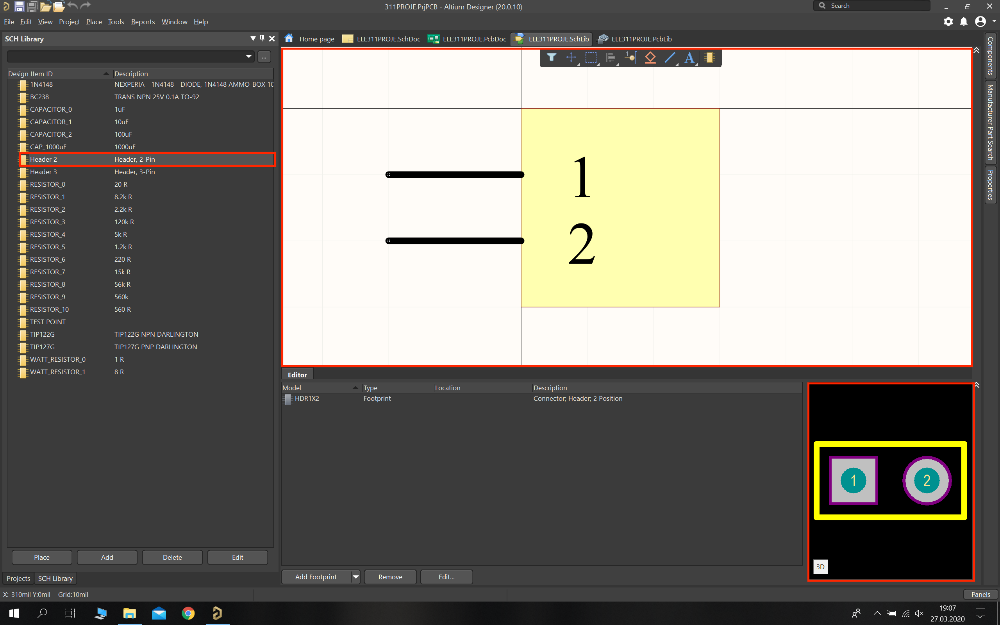 311PROJE.PrjPCB - Altium Designer (20.0.10)
Search
File Edit View Project Place Tools Reports Window Help
SCH Library
Home page ELE311PROJE.SchDoc ELE311PROJE.PcbDoc ELE311PROJE.SchLib ELE311PROJE.PcbLib
...
Design Item ID Description
1N4148 NEXPERIA - 1N4148 - DIODE, 1N4148 AMMO-BOX 10
BC238 TRANS NPN 25V 0.1A TO-92
CAPACITOR_0 1uF
CAPACITOR_1 10uF
CAPACITOR_2 100uF
CAP_1000uF 1000uF
Header 2 Header, 2-Pin
Header 3 Header, 3-Pin
RESISTOR_0 20 R
RESISTOR_1 8.2k R
RESISTOR_2 2.2k R
RESISTOR_3 120k R
RESISTOR_4 5k R
RESISTOR_5 1.2k R
RESISTOR_6 220 R
RESISTOR_7 15k R
RESISTOR_8 56k R
RESISTOR_9 560k
RESISTOR_10 560 R
TEST POINT
TIP122G TIP122G NPN DARLINGTON
TIP127G TIP127G PNP DARLINGTON
WATT_RESISTOR_0 1 R
WATT_RESISTOR_1 8 R
Place Add Delete Edit
Projects SCH Library
1
A
1
2
Components
Manufacturer Part Search
Properties
Editor
Model Type Location Description
HDR1X2 Footprint Connector; Header; 2 Position
1 2
3D
Add Footprint Remove Edit...
X:-310mil Y:0mil Grid:10mil
Panels
19:07
27.03.2020